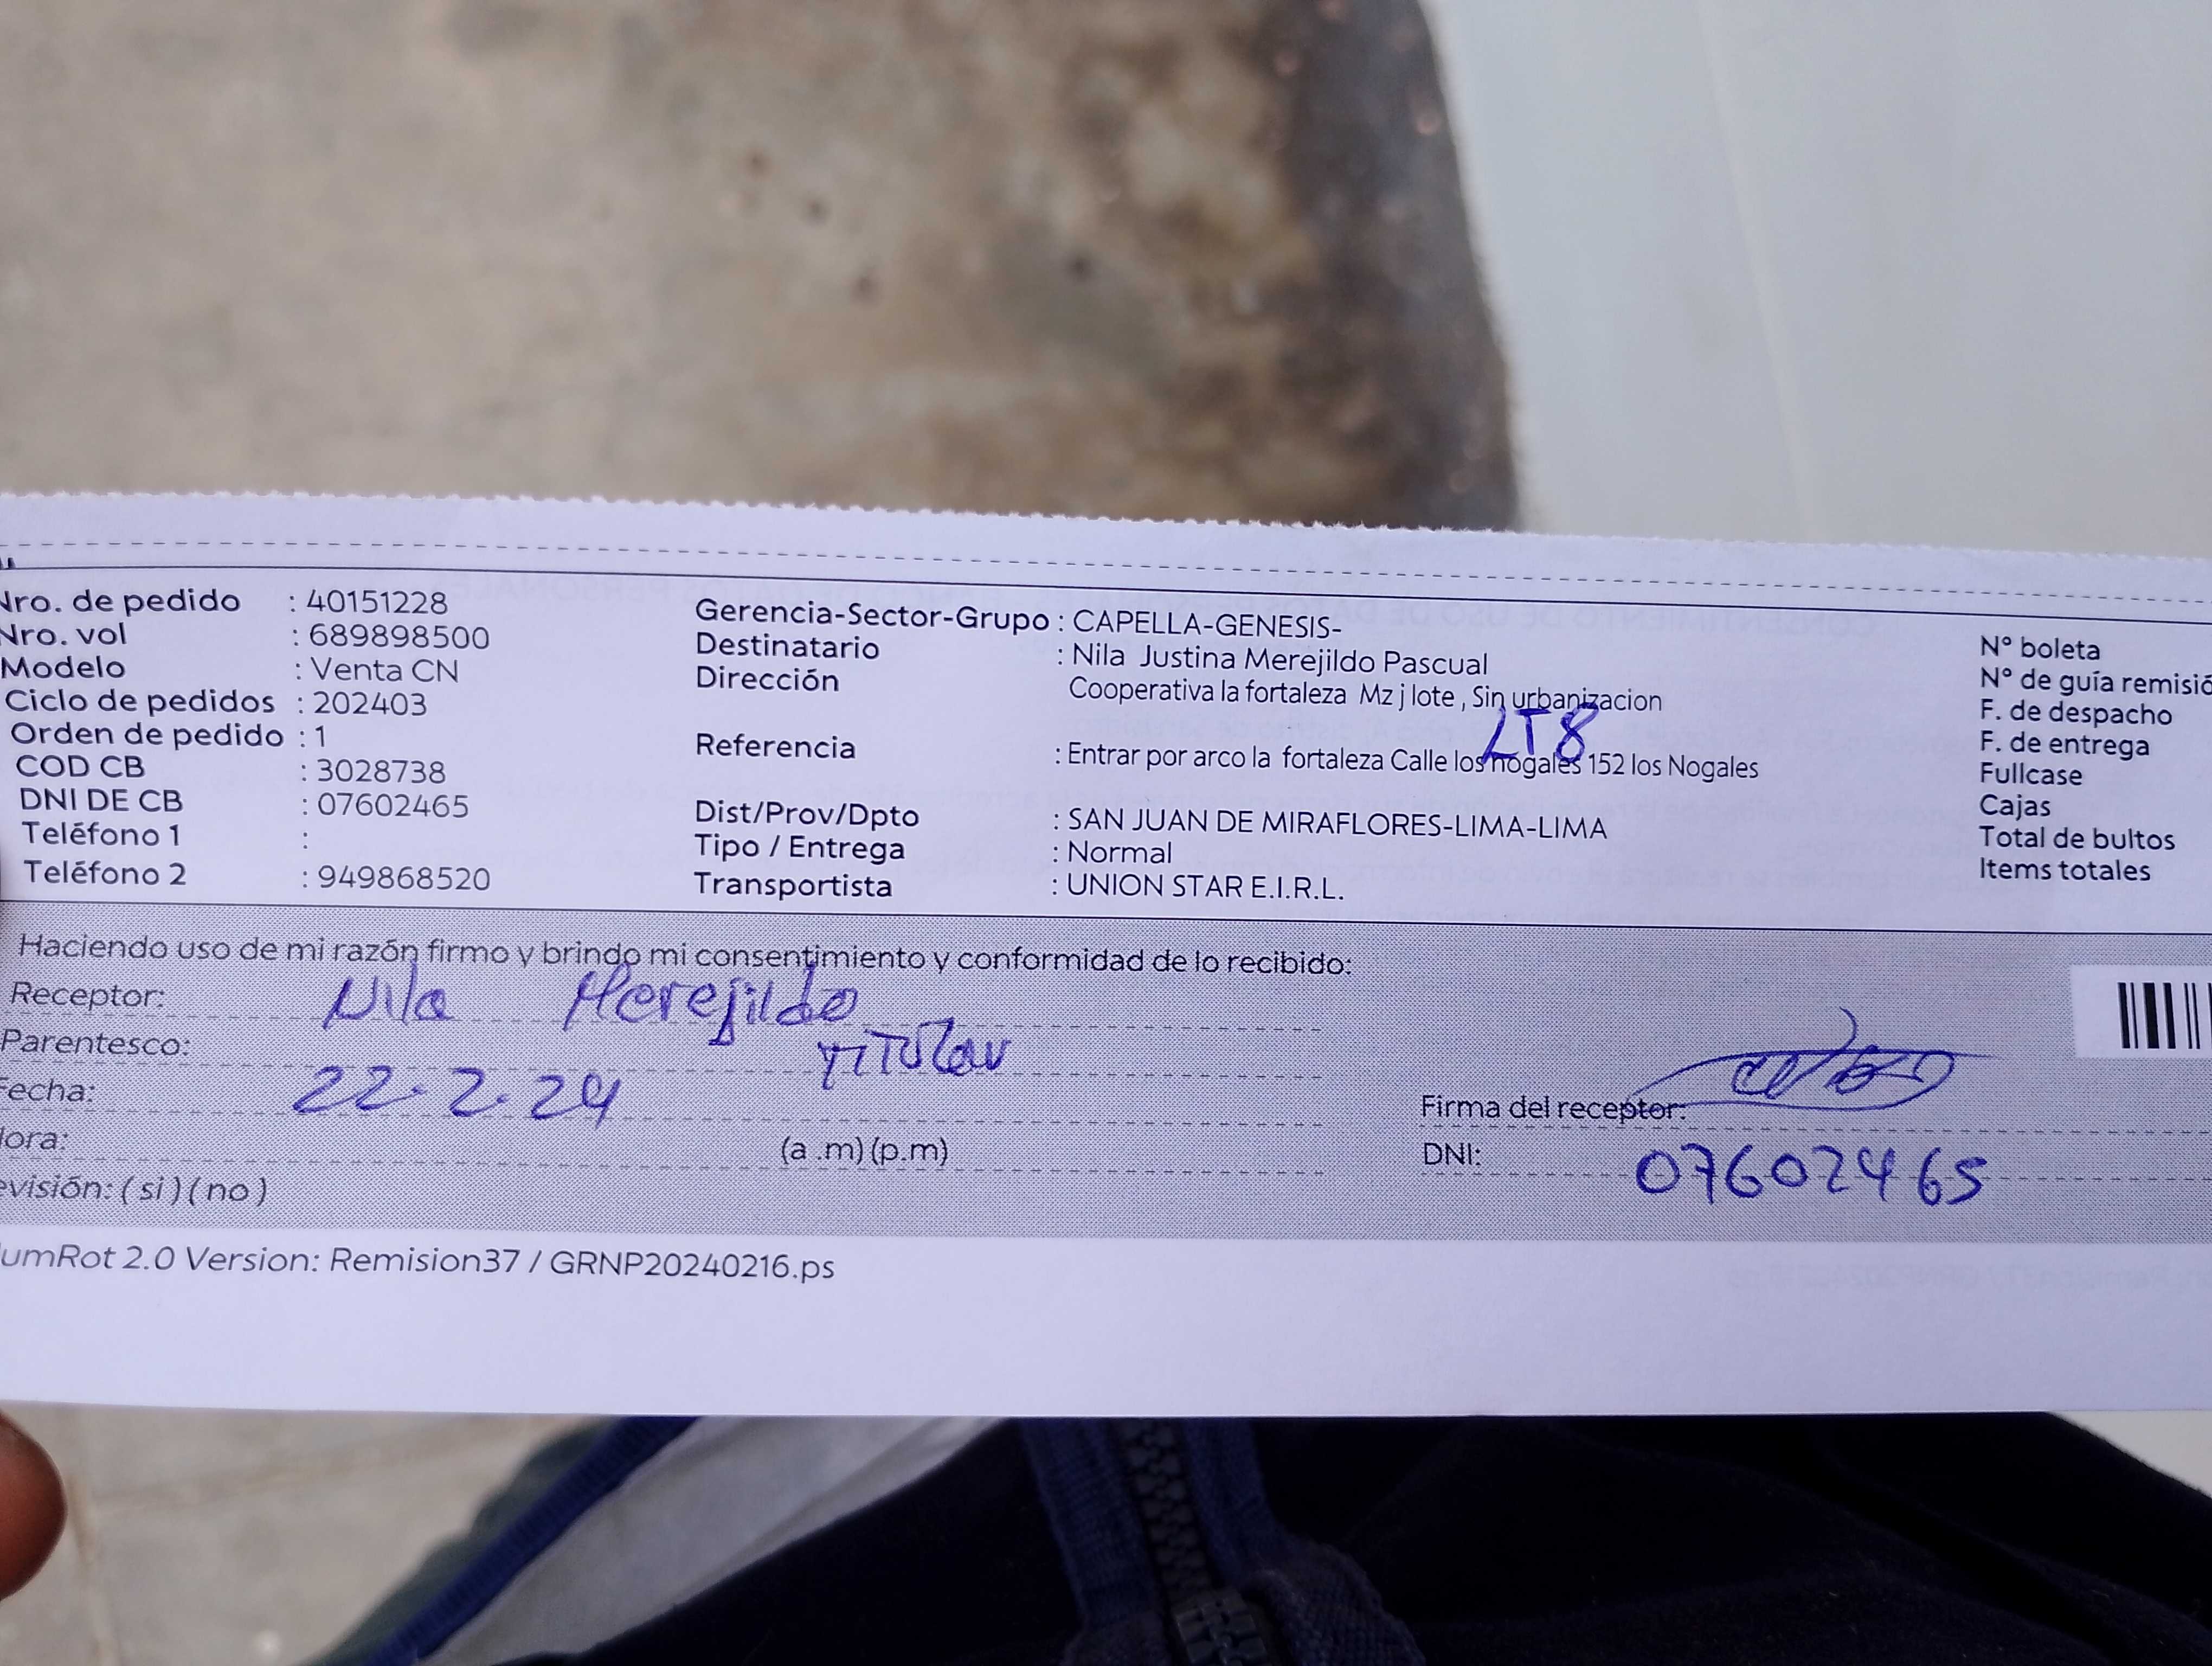 Nro. de pedido : 40151228
Nro. vol : 689898500
Modelo : Venta CN
Ciclo de pedidos : 202403
Orden de pedido : 1
COD CB : 3028738
DNI DE CB : 07602465
Teléfono 1 :
Teléfono 2 : 949868520
Gerencia-Sector-Grupo : CAPELLA-GENESIS-
Destinatario : Nila Justina Merejildo Pascual
Dirección Cooperativa la fortaleza Mz j lote , Sin urbanizacion
LT8
Referencia : Entrar por arco la fortaleza Calle los nogales 152 los Nogales
Dist/Prov/Dpto : SAN JUAN DE MIRAFLORES-LIMA-LIMA
Tipo / Entrega : Normal
Transportista : UNION STAR E.I.R.L.
N° boleta
N° de guía remisió
F. de despacho
F. de entrega
Fullcase
Cajas
Total de bultos
Items totales
Haciendo uso de mi razón firmo y brindo mi consentimiento y conformidad de lo recibido:
Receptor: Nila Merejildo
Parentesco: TITular
Fecha: 22-2-24
Hora: (a .m) (p.m)
evisión: ( si ) ( no )
Firma del receptor:
DNI: 07602465
umRot 2.0 Version: Remision37 / GRNP20240216.ps